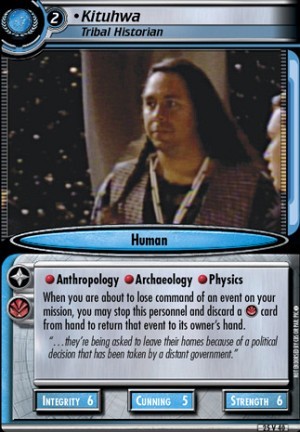 2
•Kituhwa
Tribal Historian
Human
Anthropology Archaeology Physics
When you are about to lose command of an event on your
mission, you may stop this personnel and discard a card
from hand to return that event to its owner's hand.
"...they're being asked to leave their homes because of a political
decision that has been taken by a distant government."
INTEGRITY 6 CUNNING 5 STRENGTH 6